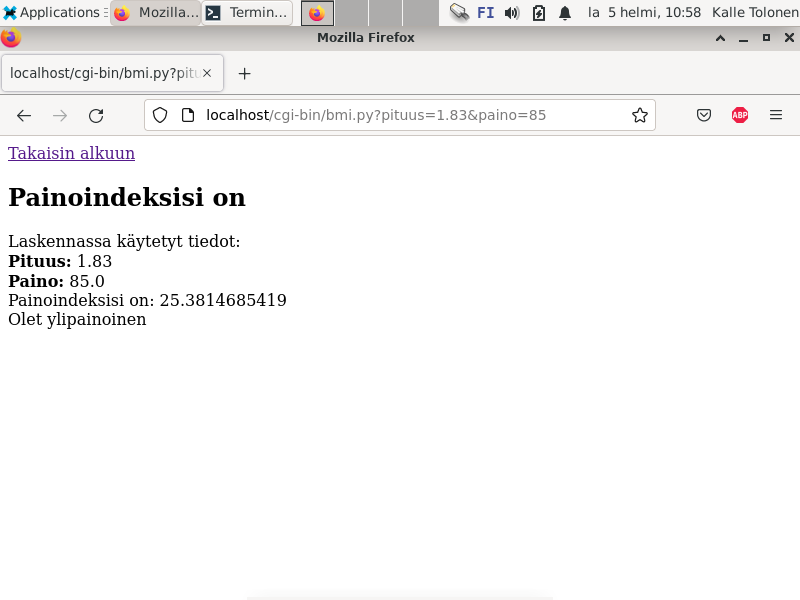 Applications Mozilla... Termin... FI la 5 helmi, 10:58 Kalle Tolonen
Mozilla Firefox
localhost/cgi-bin/bmi.py?pitu
localhost/cgi-bin/bmi.py?pituus=1.83&paino=85 ABP
Takaisin alkuun
Painoindeksisi on
Laskennassa käytetyt tiedot:
Pituus: 1.83
Paino: 85.0
Painoindeksisi on: 25.3814685419
Olet ylipainoinen